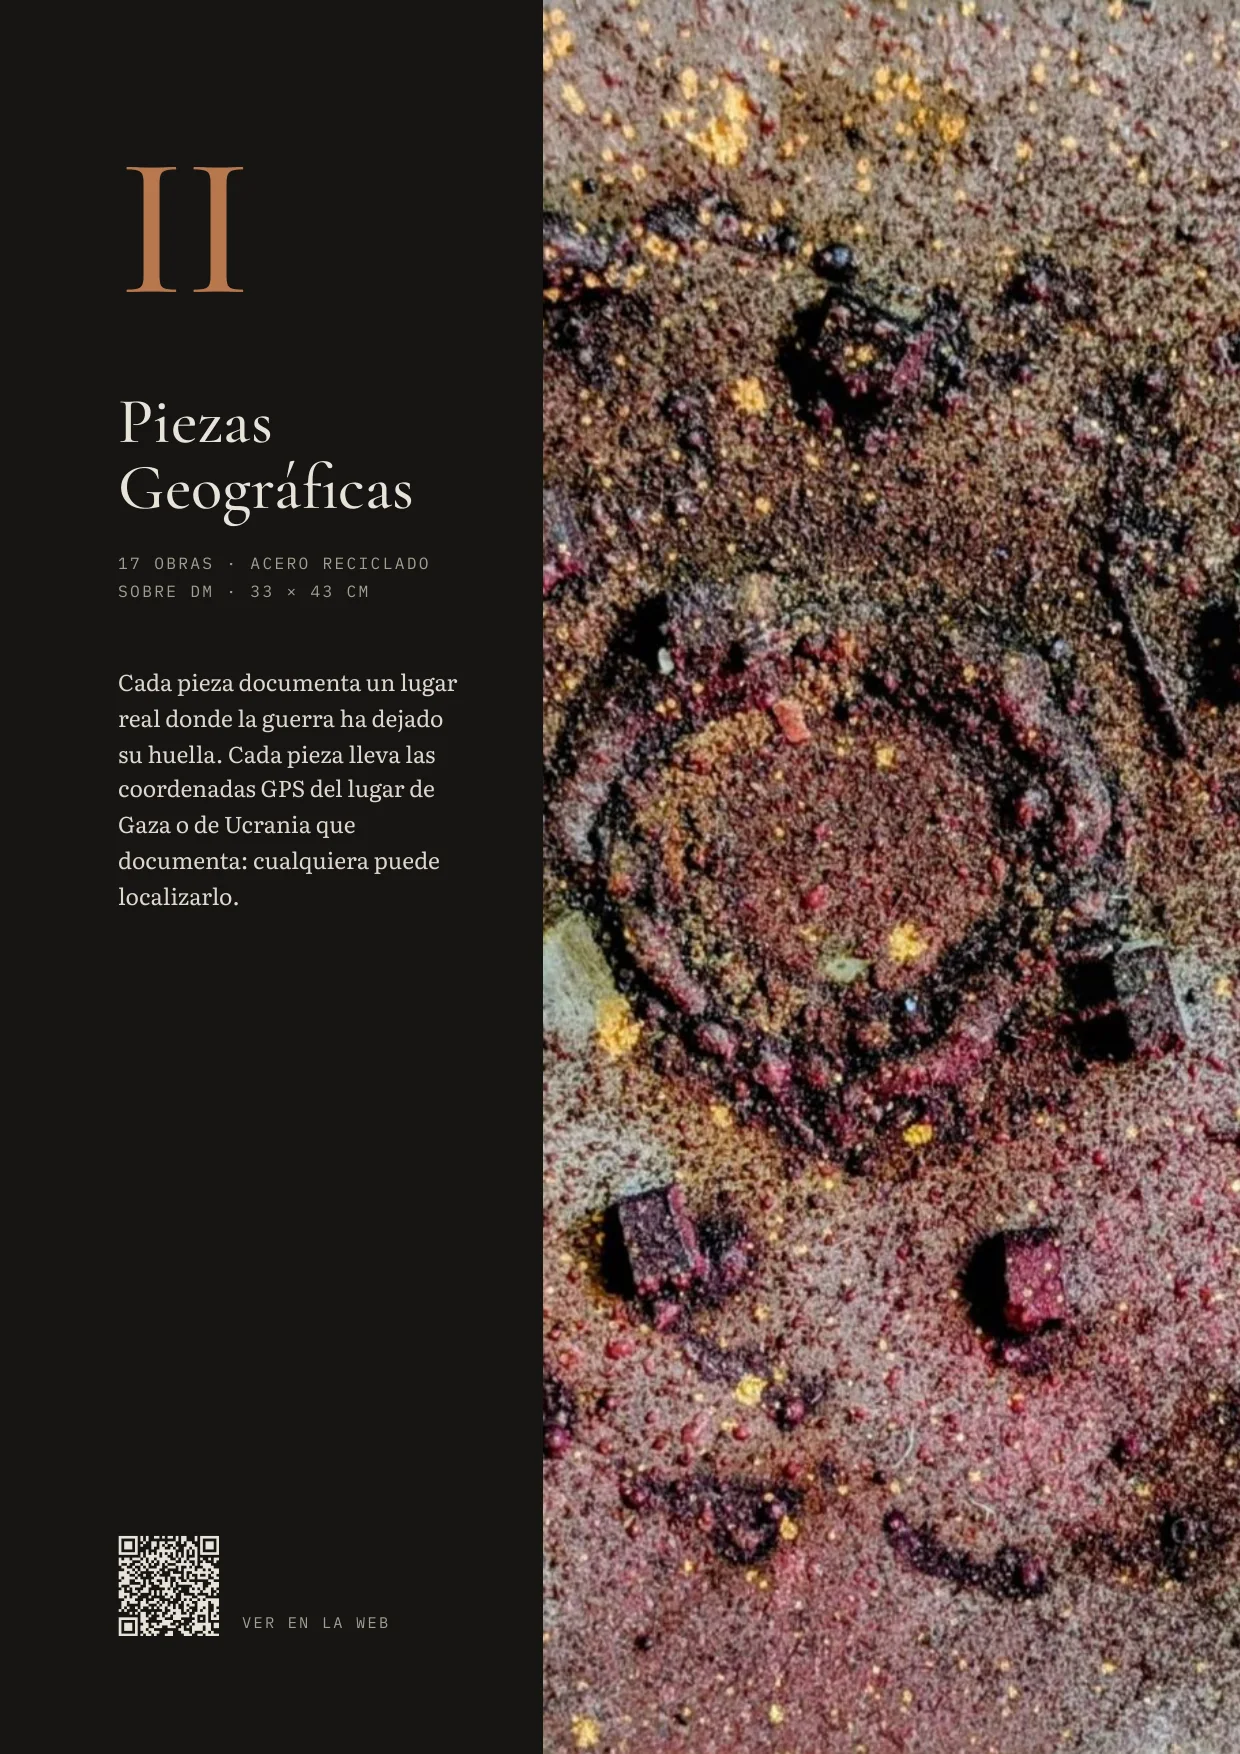 II
Piezas
Geográficas
17 OBRAS · ACERO RECICLADO
SOBRE DM · 33 × 43 CM
Cada pieza documenta un lugar
real donde la guerra ha dejado
su huella. Cada pieza lleva las
coordenadas GPS del lugar de
Gaza o de Ucrania que
documenta: cualquiera puede
localizarlo.
VER EN LA WEB